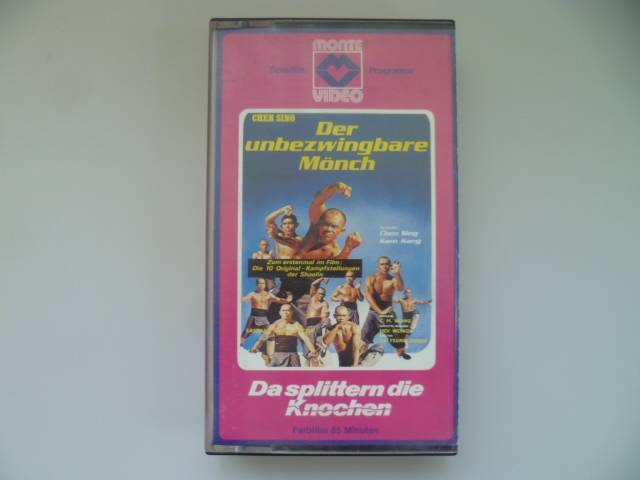 MONTE
Spielfilm Programm
VIDEO
CHEN SING
Der
unbezwingbare
Mönch
Chen Sing
Kam Kang
Zum erstenmal im Film:
Die 10 Original-Kampfstellungen
der Shaolin
C. H. WONG
Da splittern die
Knochen
Farbfilm 85 Minuten